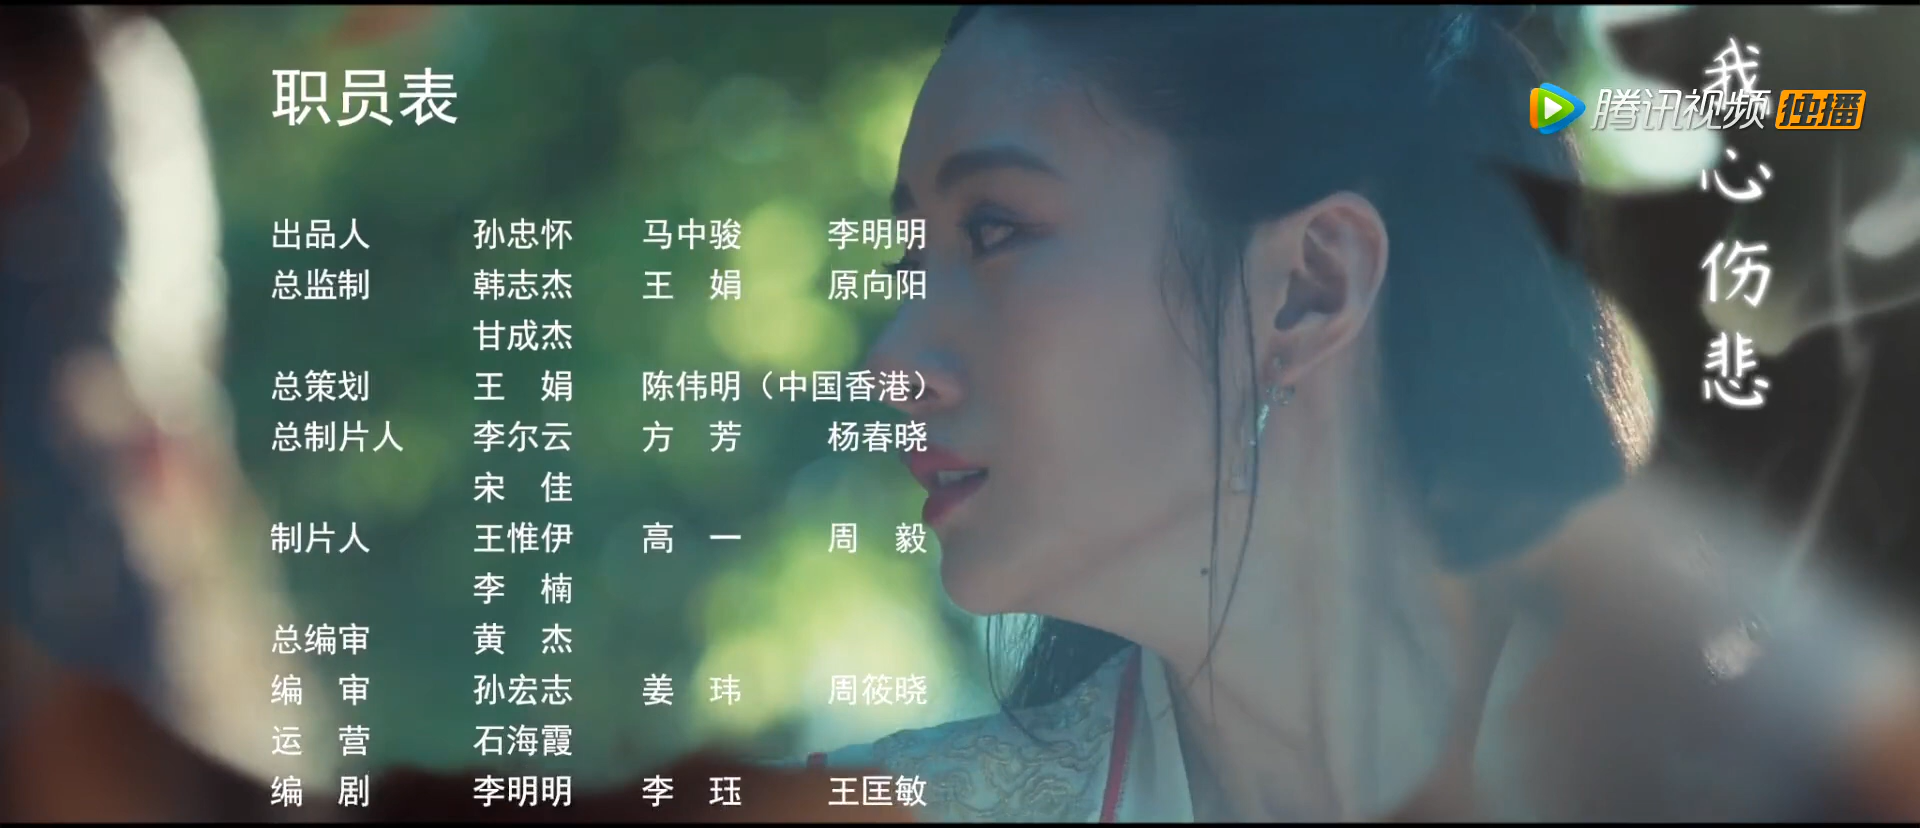 职员表
出品人 孙忠怀 马中骏 李明明
总监制 韩志杰 王 娟 原向阳
甘成杰
总策划 王 娟 陈伟明（中国香港）
总制片人 李尔云 方 芳 杨春晓
宋 佳
制片人 王惟伊 高 一 周 毅
李 楠
总编审 黄 杰
编 审 孙宏志 姜 玮 周筱晓
运 营 石海霞
编 剧 李明明 李 珏 王匡敏
我心伤悲
腾讯视频 独播